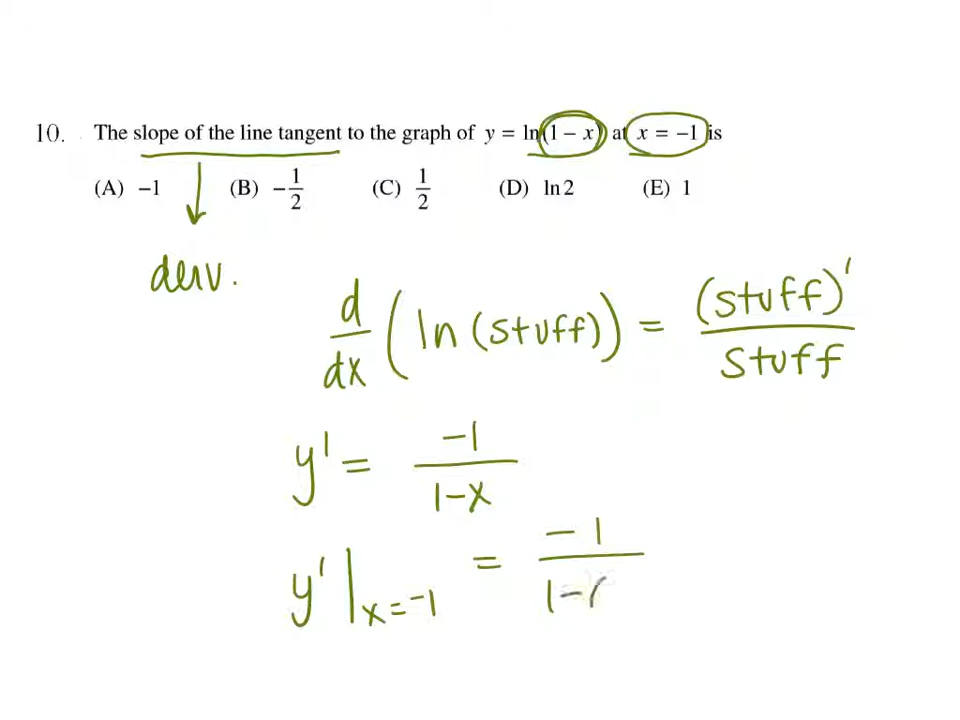 10. The slope of the line tangent to the graph of y = ln(1 − x) at x = −1 is
(A) −1 (B) −1/2 (C) 1/2 (D) ln 2 (E) 1
deriv.
d/dx (ln (stuff)) = (stuff)'/stuff
y' = -1/1-x
y' |x=-1 = -1/1-(